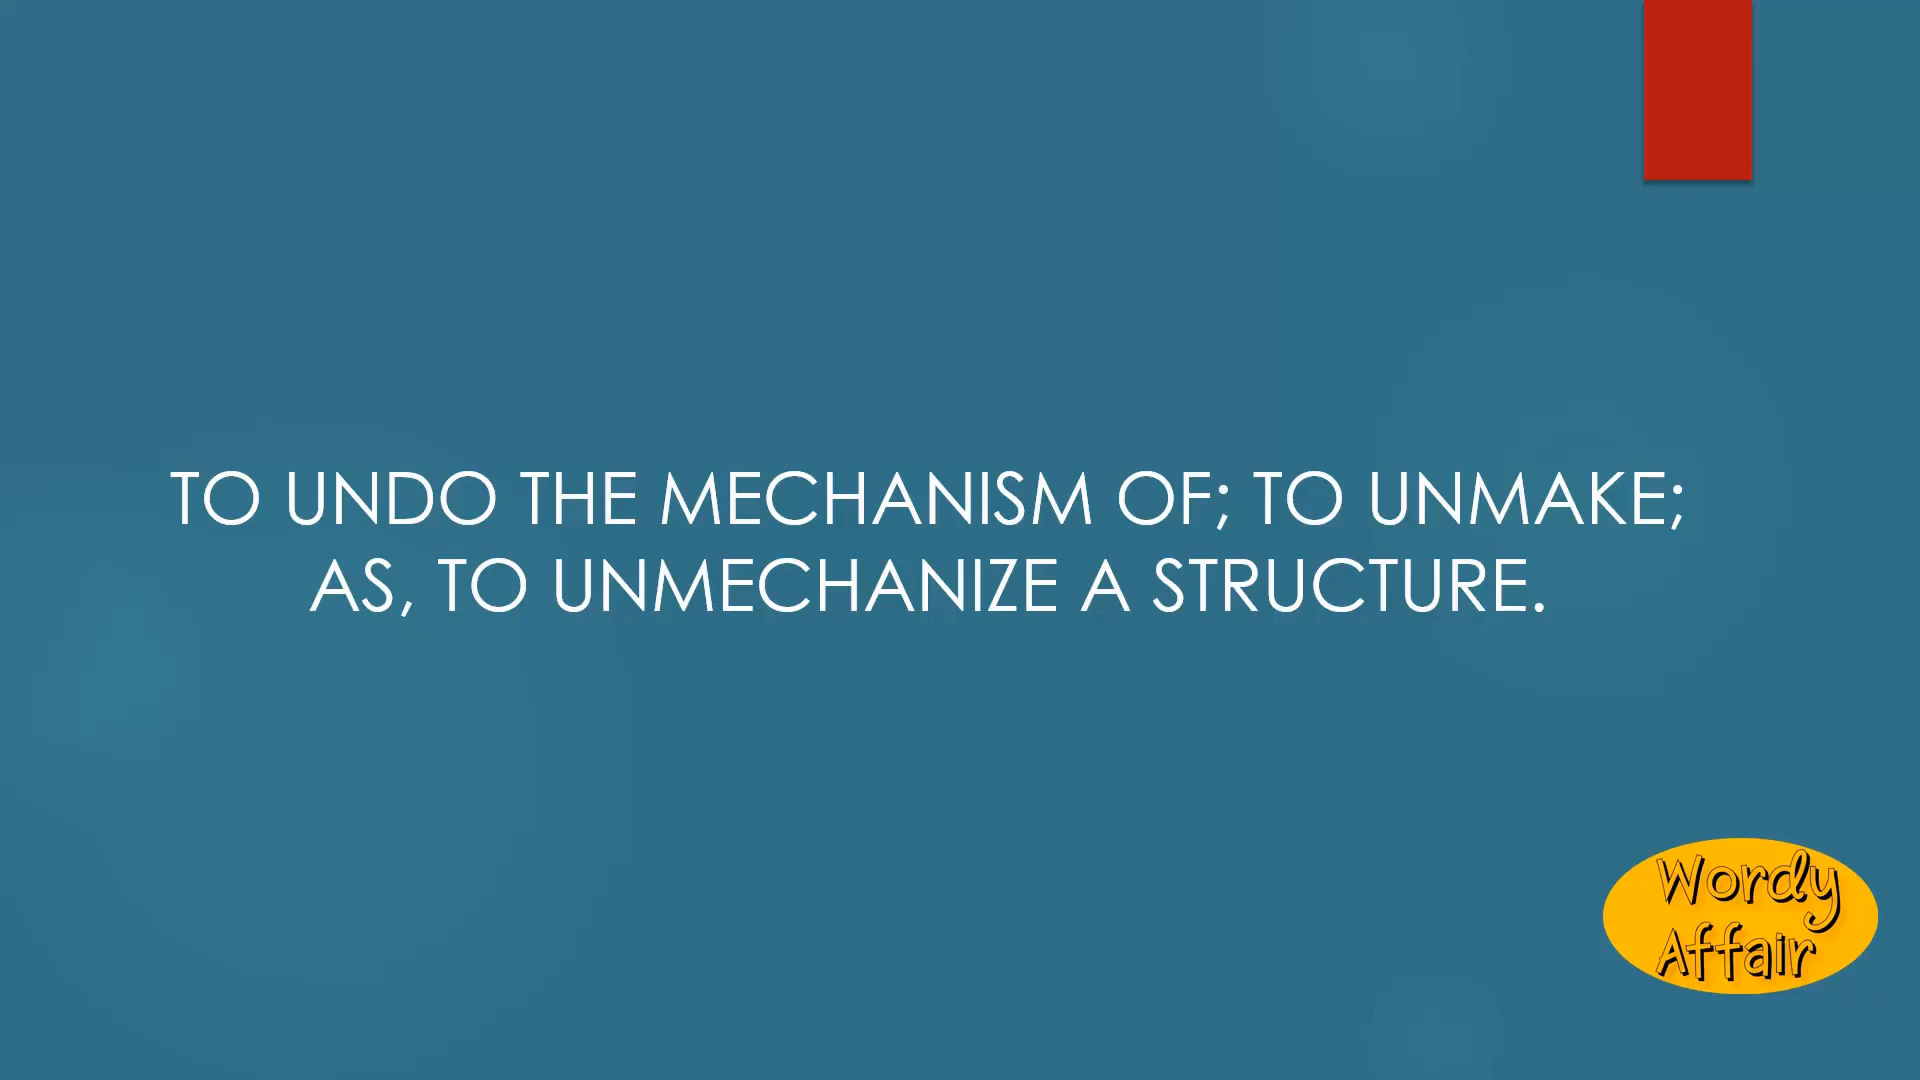 TO UNDO THE MECHANISM OF; TO UNMAKE;
AS, TO UNMECHANIZE A STRUCTURE.
Wordy
Affair